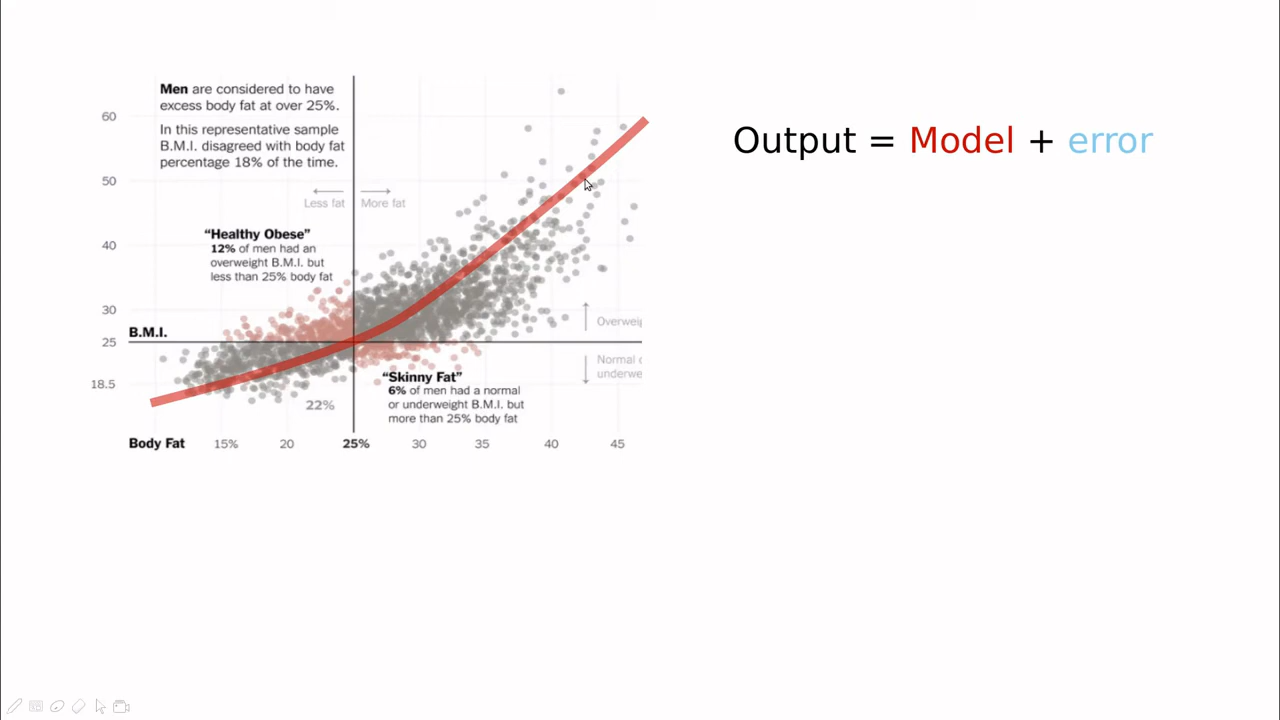 Men are considered to have
excess body fat at over 25%.
In this representative sample
B.M.I. disagreed with body fat
percentage 18% of the time.
Output = Model + error
60
50
Less fat
More fat
“Healthy Obese”
12% of men had an
overweight B.M.I. but
less than 25% body fat
40
30
Overwei
B.M.I.
25
Normal
underwe
18.5
“Skinny Fat”
6% of men had a normal
or underweight B.M.I. but
more than 25% body fat
22%
Body Fat
15%
20
25%
30
35
40
45